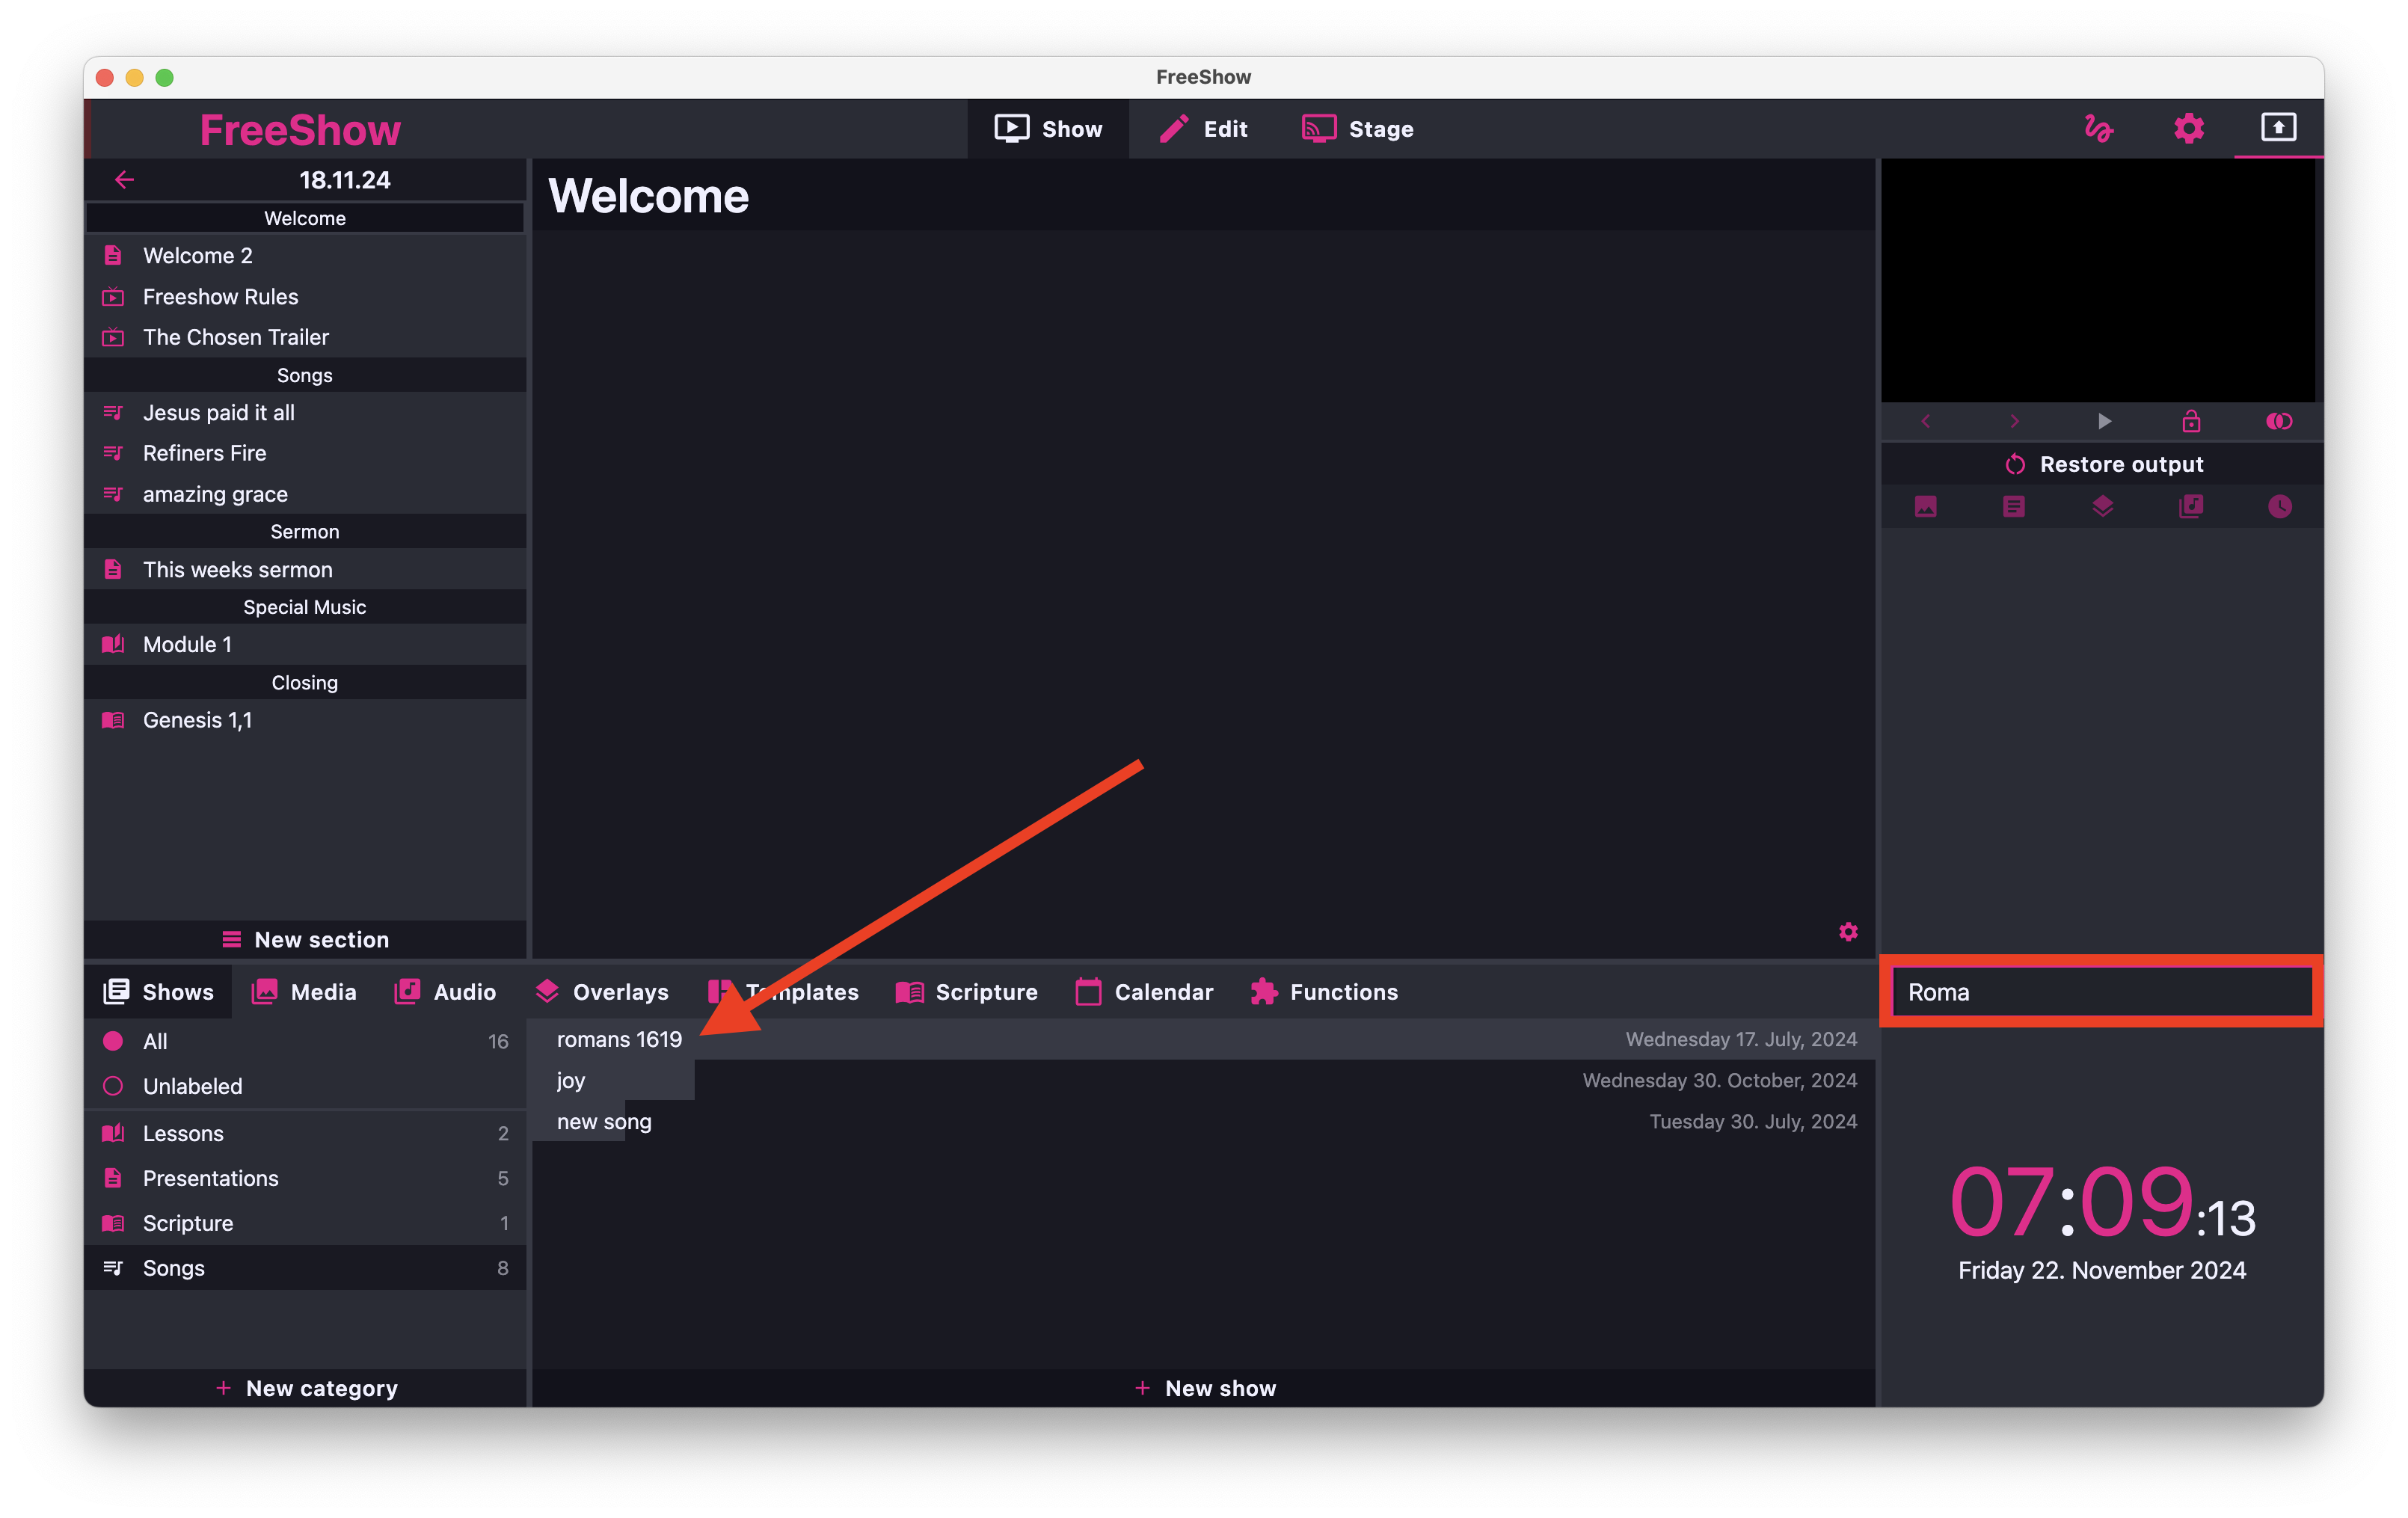 FreeShow
FreeShow
Show
Edit
Stage
18.11.24
Welcome
Welcome 2
Freeshow Rules
The Chosen Trailer
Songs
Jesus paid it all
Refiners Fire
amazing grace
Sermon
This weeks sermon
Special Music
Module 1
Closing
Genesis 1,1
New section
Welcome
Restore output
Shows
Media
Audio
Overlays
Templates
Scripture
Calendar
Functions
Roma
All 16
Unlabeled
Lessons 2
Presentations 5
Scripture 1
Songs 8
New category
romans 1619 Wednesday 17. July, 2024
joy Wednesday 30. October, 2024
new song Tuesday 30. July, 2024
New show
07:09:13
Friday 22. November 2024